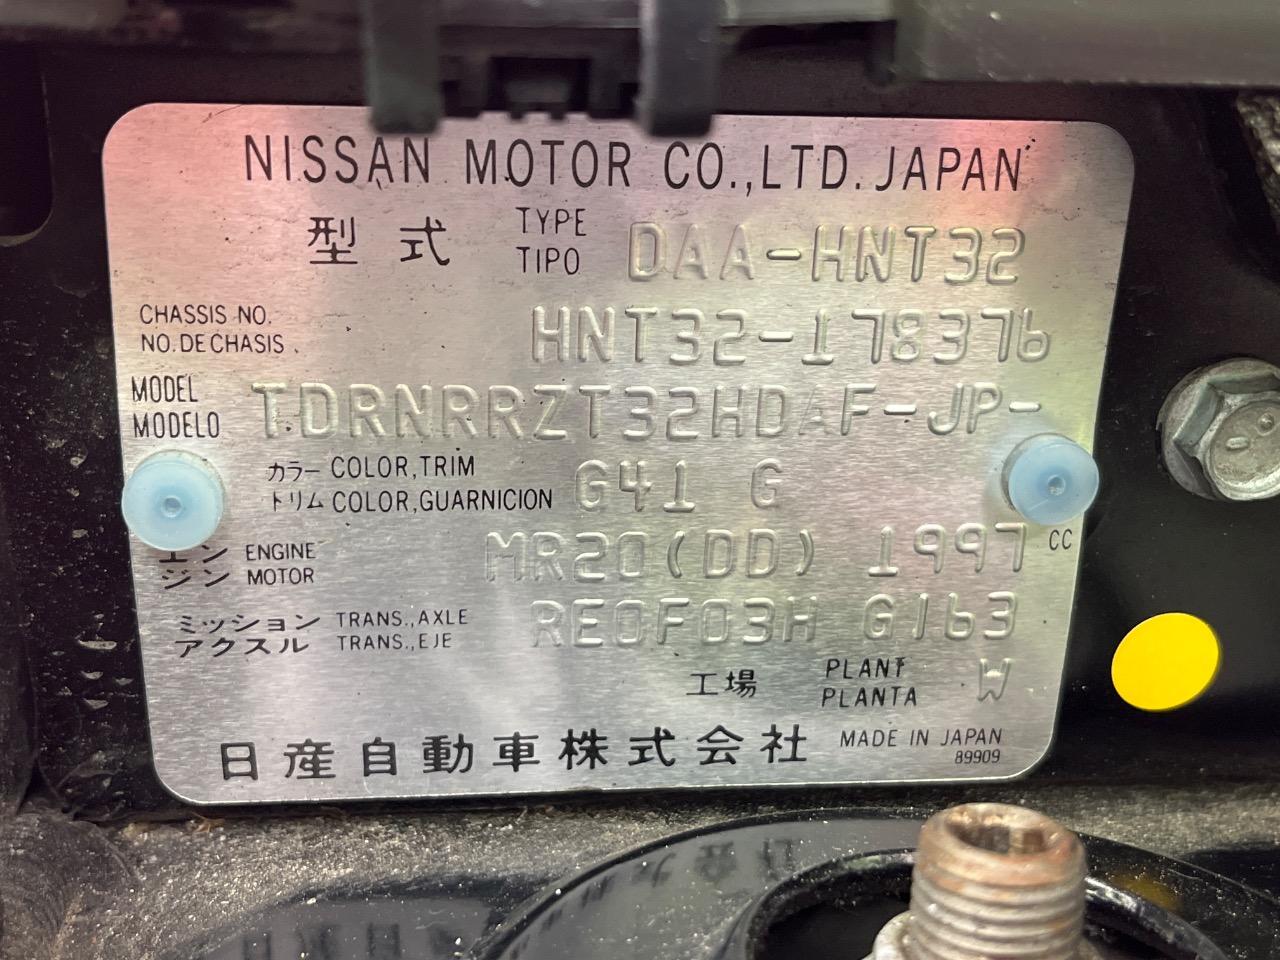 NISSAN MOTOR CO.,LTD. JAPAN
型式 TYPE TIPO DAA-HNT32
CHASSIS NO. NO. DE CHASIS HNT32-178376
MODEL MODELO TDRNRRZT32HDAF-JP-
カラー COLOR,TRIM
トリム COLOR,GUARNICION G41 G
エン ENGINE
ジン MOTOR MR20(DD) 1997 CC
ミッション TRANS.,AXLE
アクスル TRANS.,EJE RE0F03H G163
工場 PLANT PLANTA W
日産自動車株式会社 MADE IN JAPAN
89909